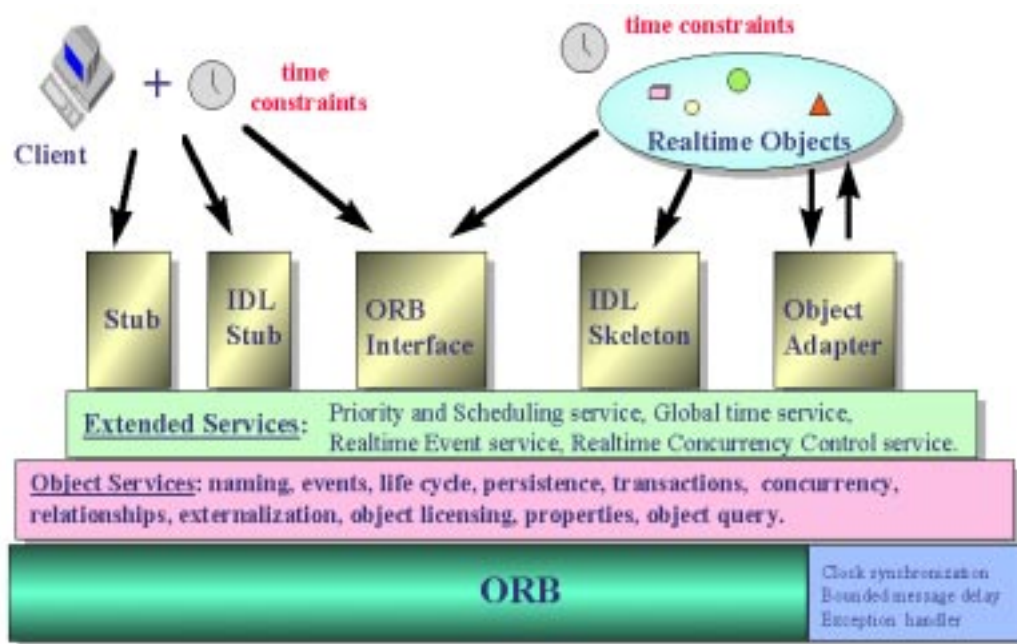 time constraints
+
time
constraints
Client
Realtime Objects
Stub
IDL
Stub
ORB
Interface
IDL
Skeleton
Object
Adapter
Extended Services: Priority and Scheduling service, Global time service,
Realtime Event service, Realtime Concurrency Control service.
Object Services: naming, events, life cycle, persistence, transactions, concurrency,
relationships, externalization, object licensing, properties, object query.
ORB
Clock synchronization
Bounded message delay
Exception handler